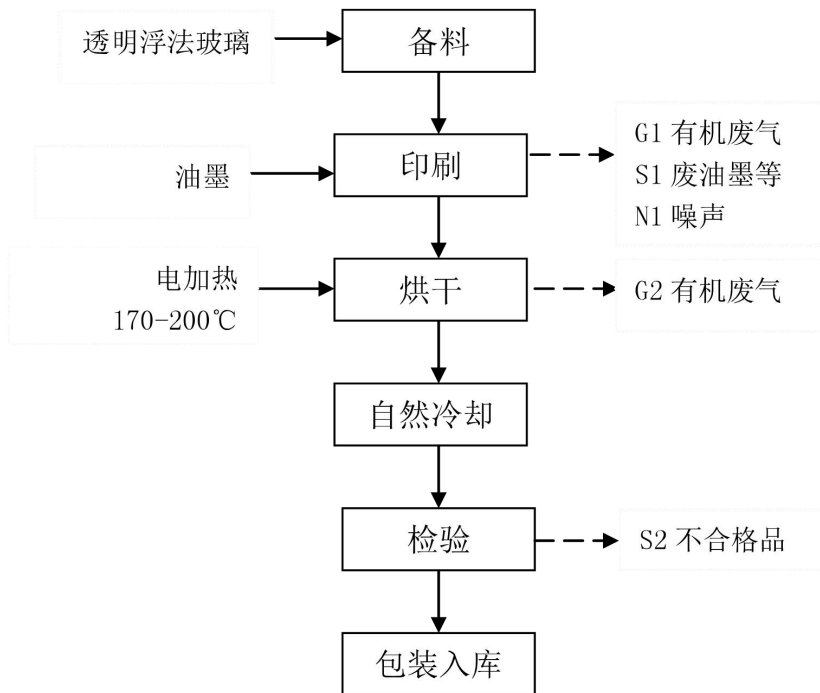 透明浮法玻璃
备料
油墨
印刷
G1 有机废气
S1 废油墨等
N1 噪声
电加热
170-200℃
烘干
G2 有机废气
自然冷却
检验
S2 不合格品
包装入库